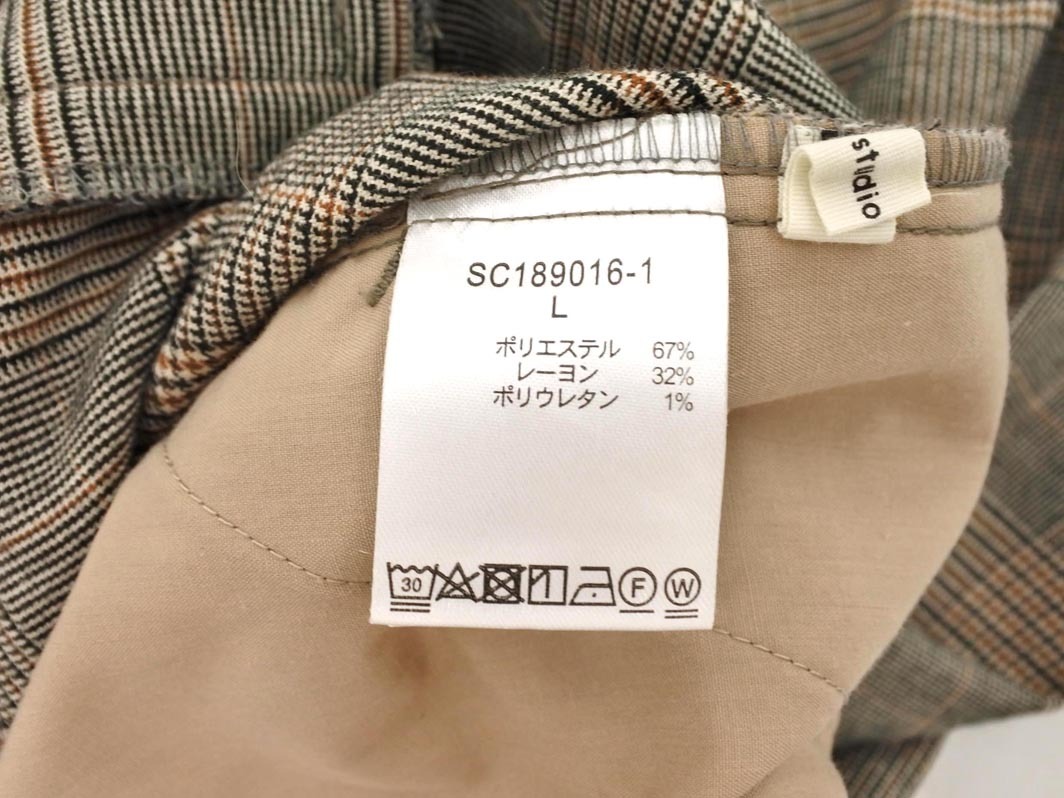 studio
SC189016-1
L
ポリエステル 67%
レーヨン 32%
ポリウレタン 1%
30 F W